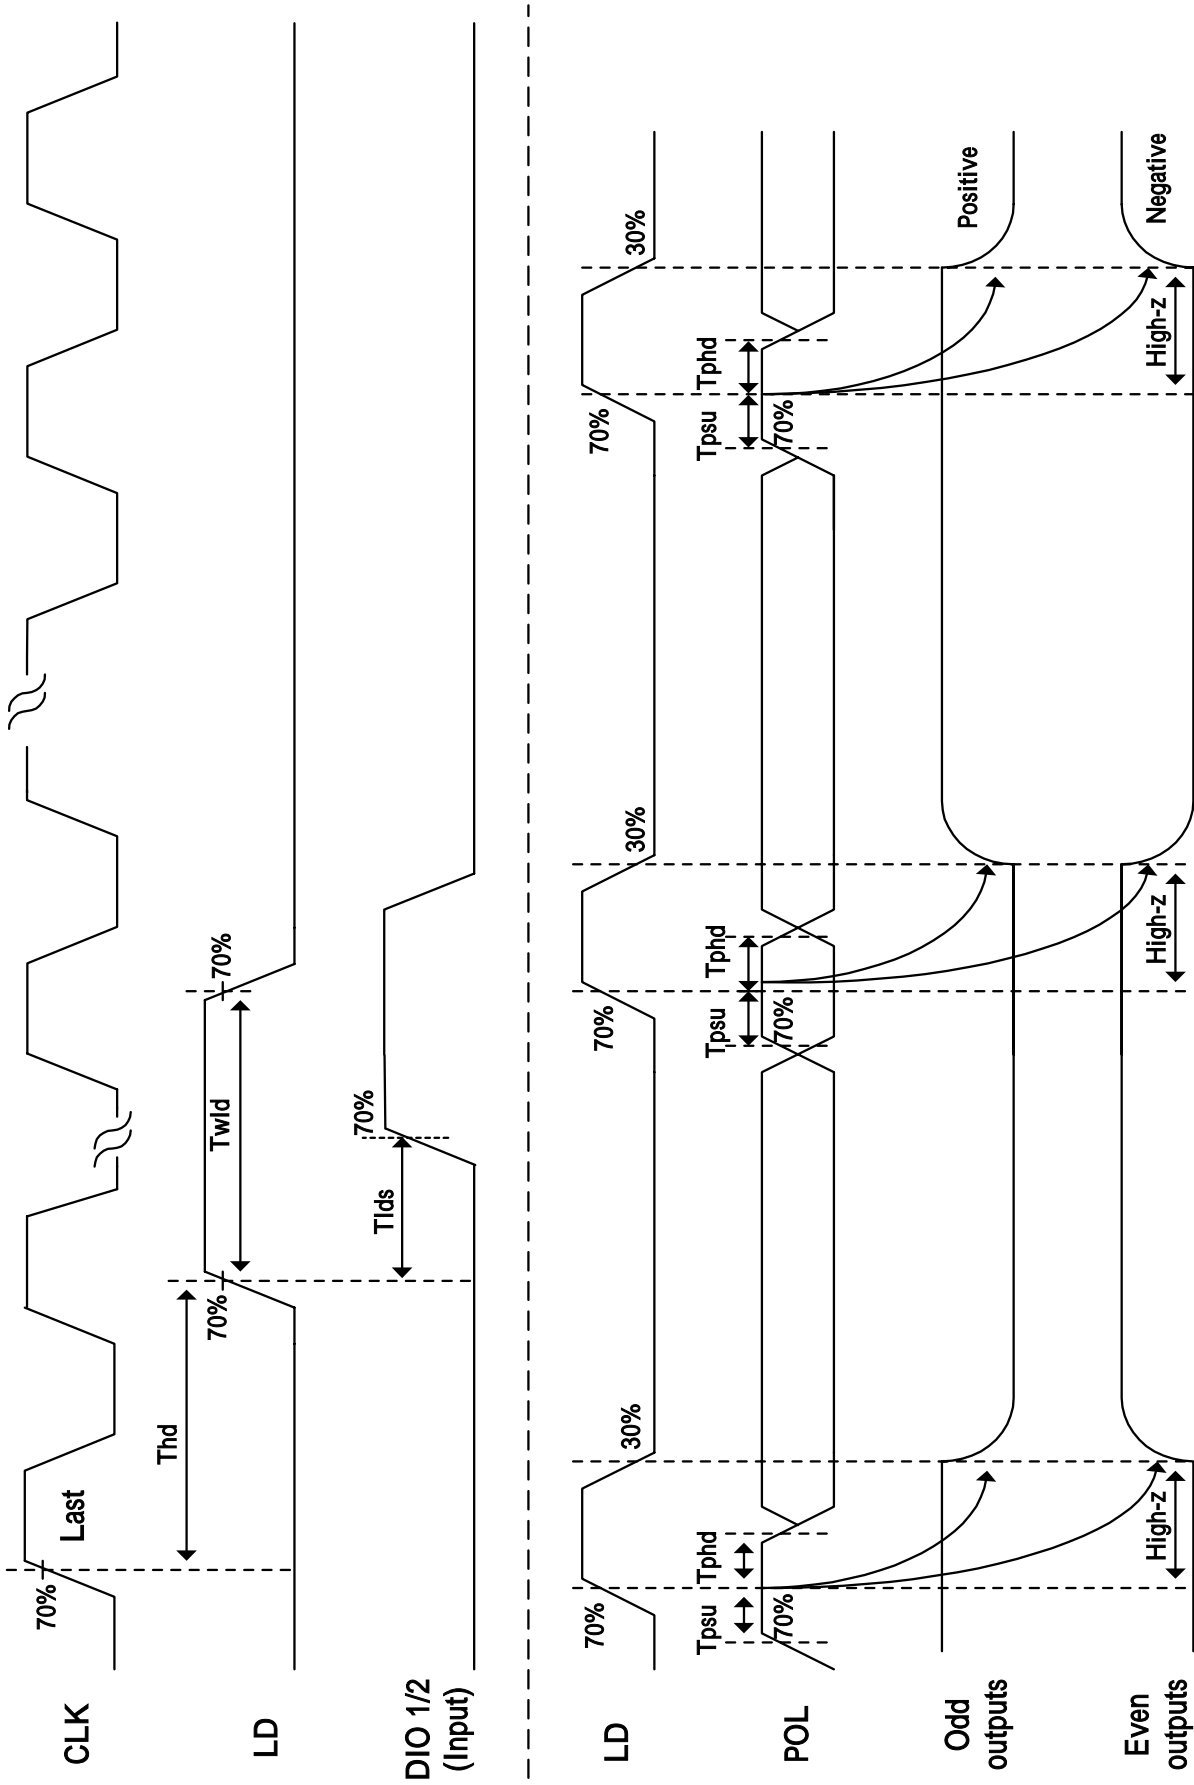 CLK
70%
Last
Thd
LD
70%
Twld
70%
DIO 1/2
(Input)
Tlds
70%
LD
70%
30%
70%
30%
70%
30%
POL
Tpsu
Tphd
70%
Tpsu
Tphd
70%
Tpsu
Tphd
70%
Odd
outputs
Positive
Even
outputs
High-z
High-z
High-z
Negative